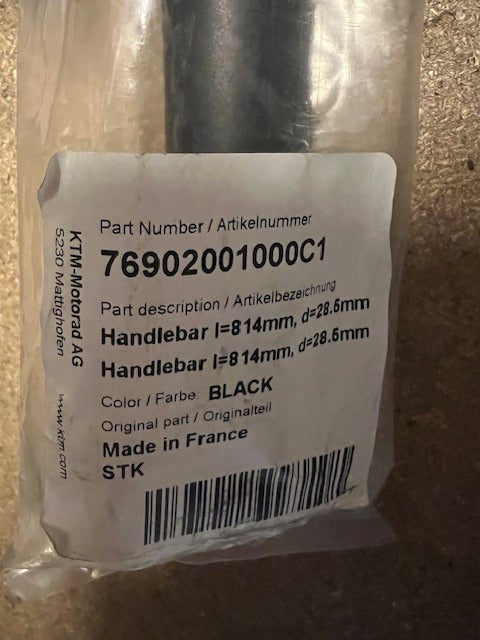 Part Number / Artikelnummer
76902001000C1
Part description / Artikelbezeichnung
Handlebar l=814mm, d=28.6mm
Handlebar l=814mm, d=28.6mm
Color / Farbe: BLACK
Original part / Originalteil
Made in France
STK
KTM-Motorad AG
5230 Mattighofen
www.ktm.com